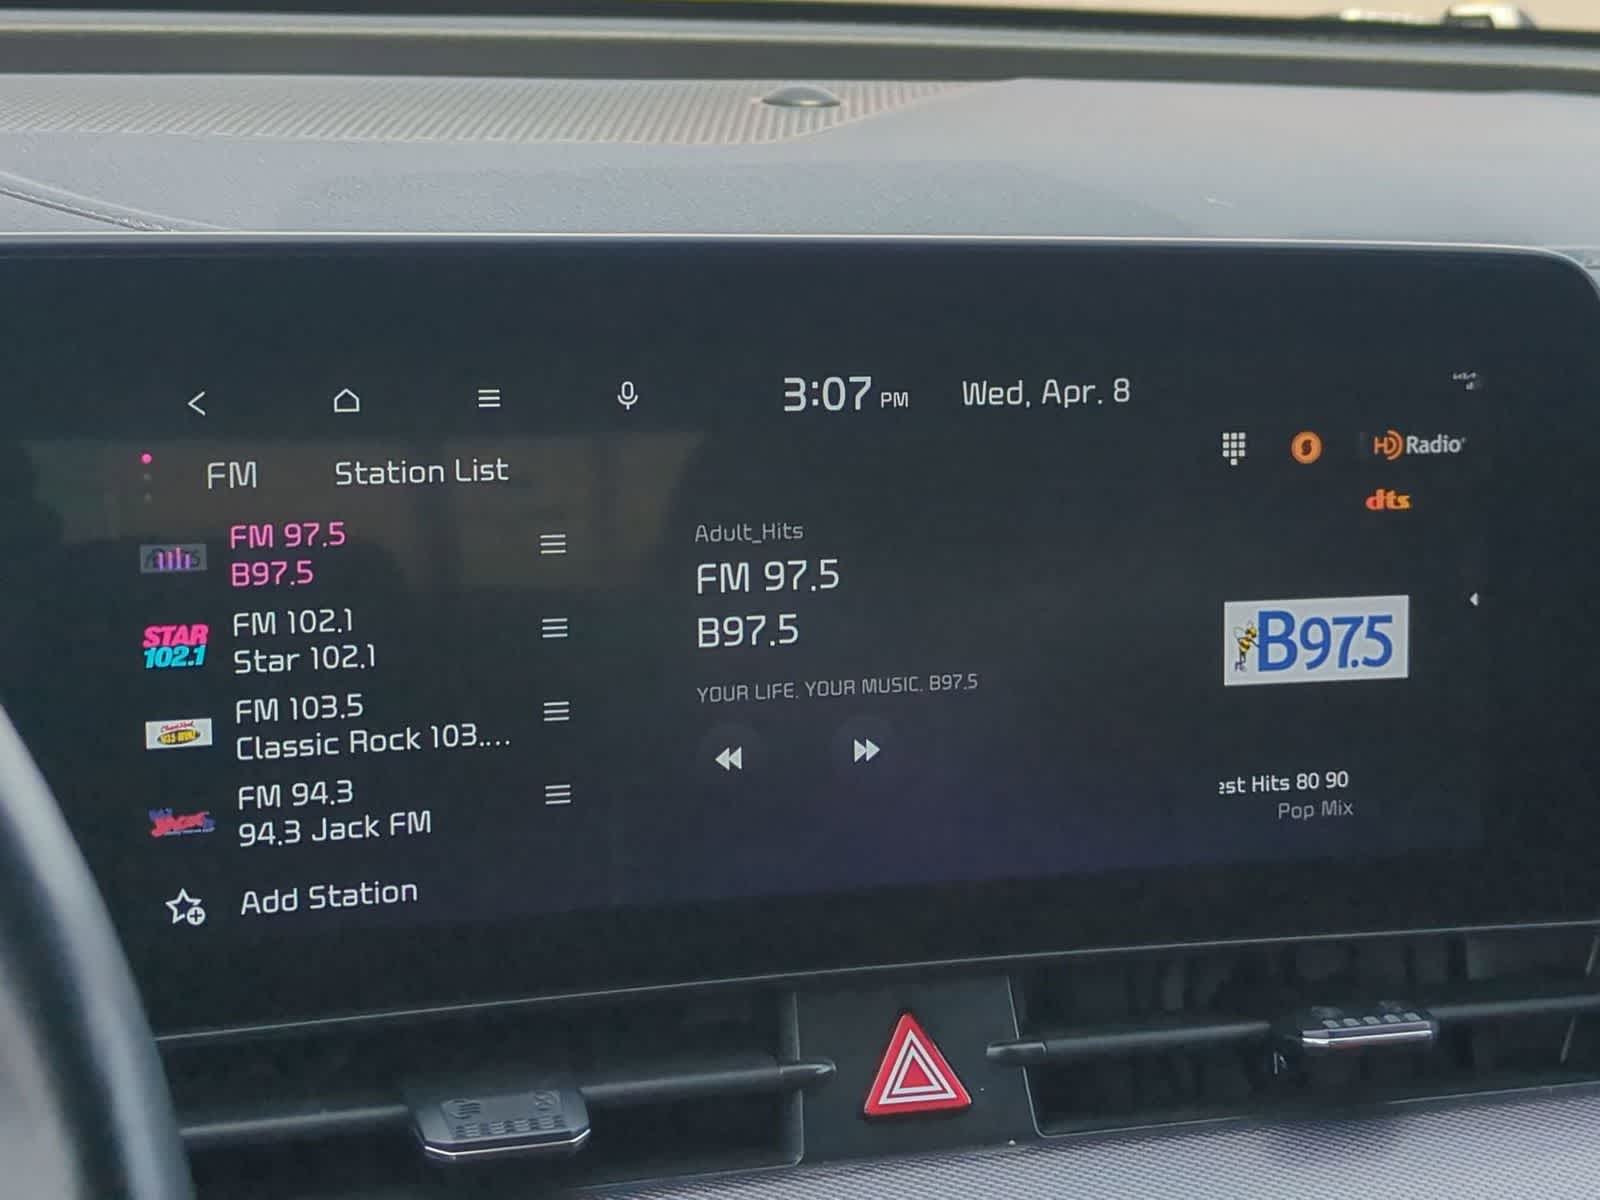 3:07 PM Wed, Apr. 8
FM Station List
HD Radio
dts
FM 97.5
B97.5
STAR
102.1
FM 102.1
Star 102.1
FM 103.5
Classic Rock 103....
FM 94.3
94.3 Jack FM
Add Station
Adult_Hits
FM 97.5
B97.5
YOUR LIFE. YOUR MUSIC. B97.5
B97.5
est Hits 80 90
Pop Mix